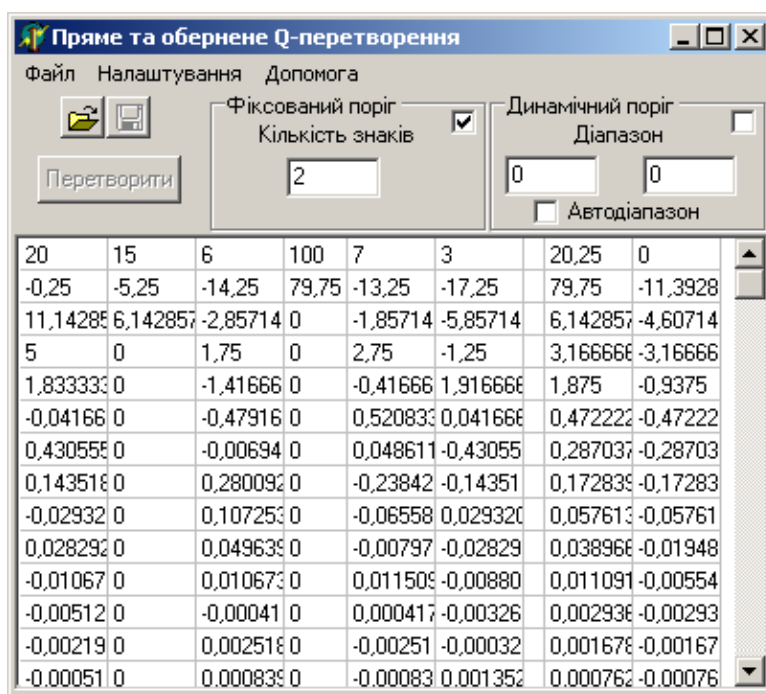 Пряме та обернене Q-перетворення
Файл Налаштування Допомога
Фіксований поріг Динамічний поріг
Кількість знаків Діапазон
Перетворити 2 0 0
Автодіапазон
20 15 6 100 7 3 20,25 0
-0,25 -5,25 -14,25 79,75 -13,25 -17,25 79,75 -11,3928
11,14285 6,142857 -2,85714 0 -1,85714 -5,85714 6,142857 -4,60714
5 0 1,75 0 2,75 -1,25 3,166666 -3,16666
1,833333 0 -1,41666 0 -0,41666 1,916666 1,875 -0,9375
-0,04166 0 -0,47916 0 0,520833 0,041666 0,472222 -0,47222
0,430555 0 -0,00694 0 0,048611 -0,43055 0,287037 -0,28703
0,143518 0 0,280092 0 -0,23842 -0,14351 0,172839 -0,17283
-0,02932 0 0,107253 0 -0,06558 0,029320 0,057613 -0,05761
0,028292 0 0,049639 0 -0,00797 -0,02829 0,038966 -0,01948
-0,01067 0 0,010673 0 0,011509 -0,00880 0,011091 -0,00554
-0,00512 0 -0,00041 0 0,000417 -0,00326 0,002936 -0,00293
-0,00219 0 0,002518 0 -0,00251 -0,00032 0,001678 -0,00167
-0,00051 0 0,000839 0 -0,00083 0,001352 0,000762 -0,00076